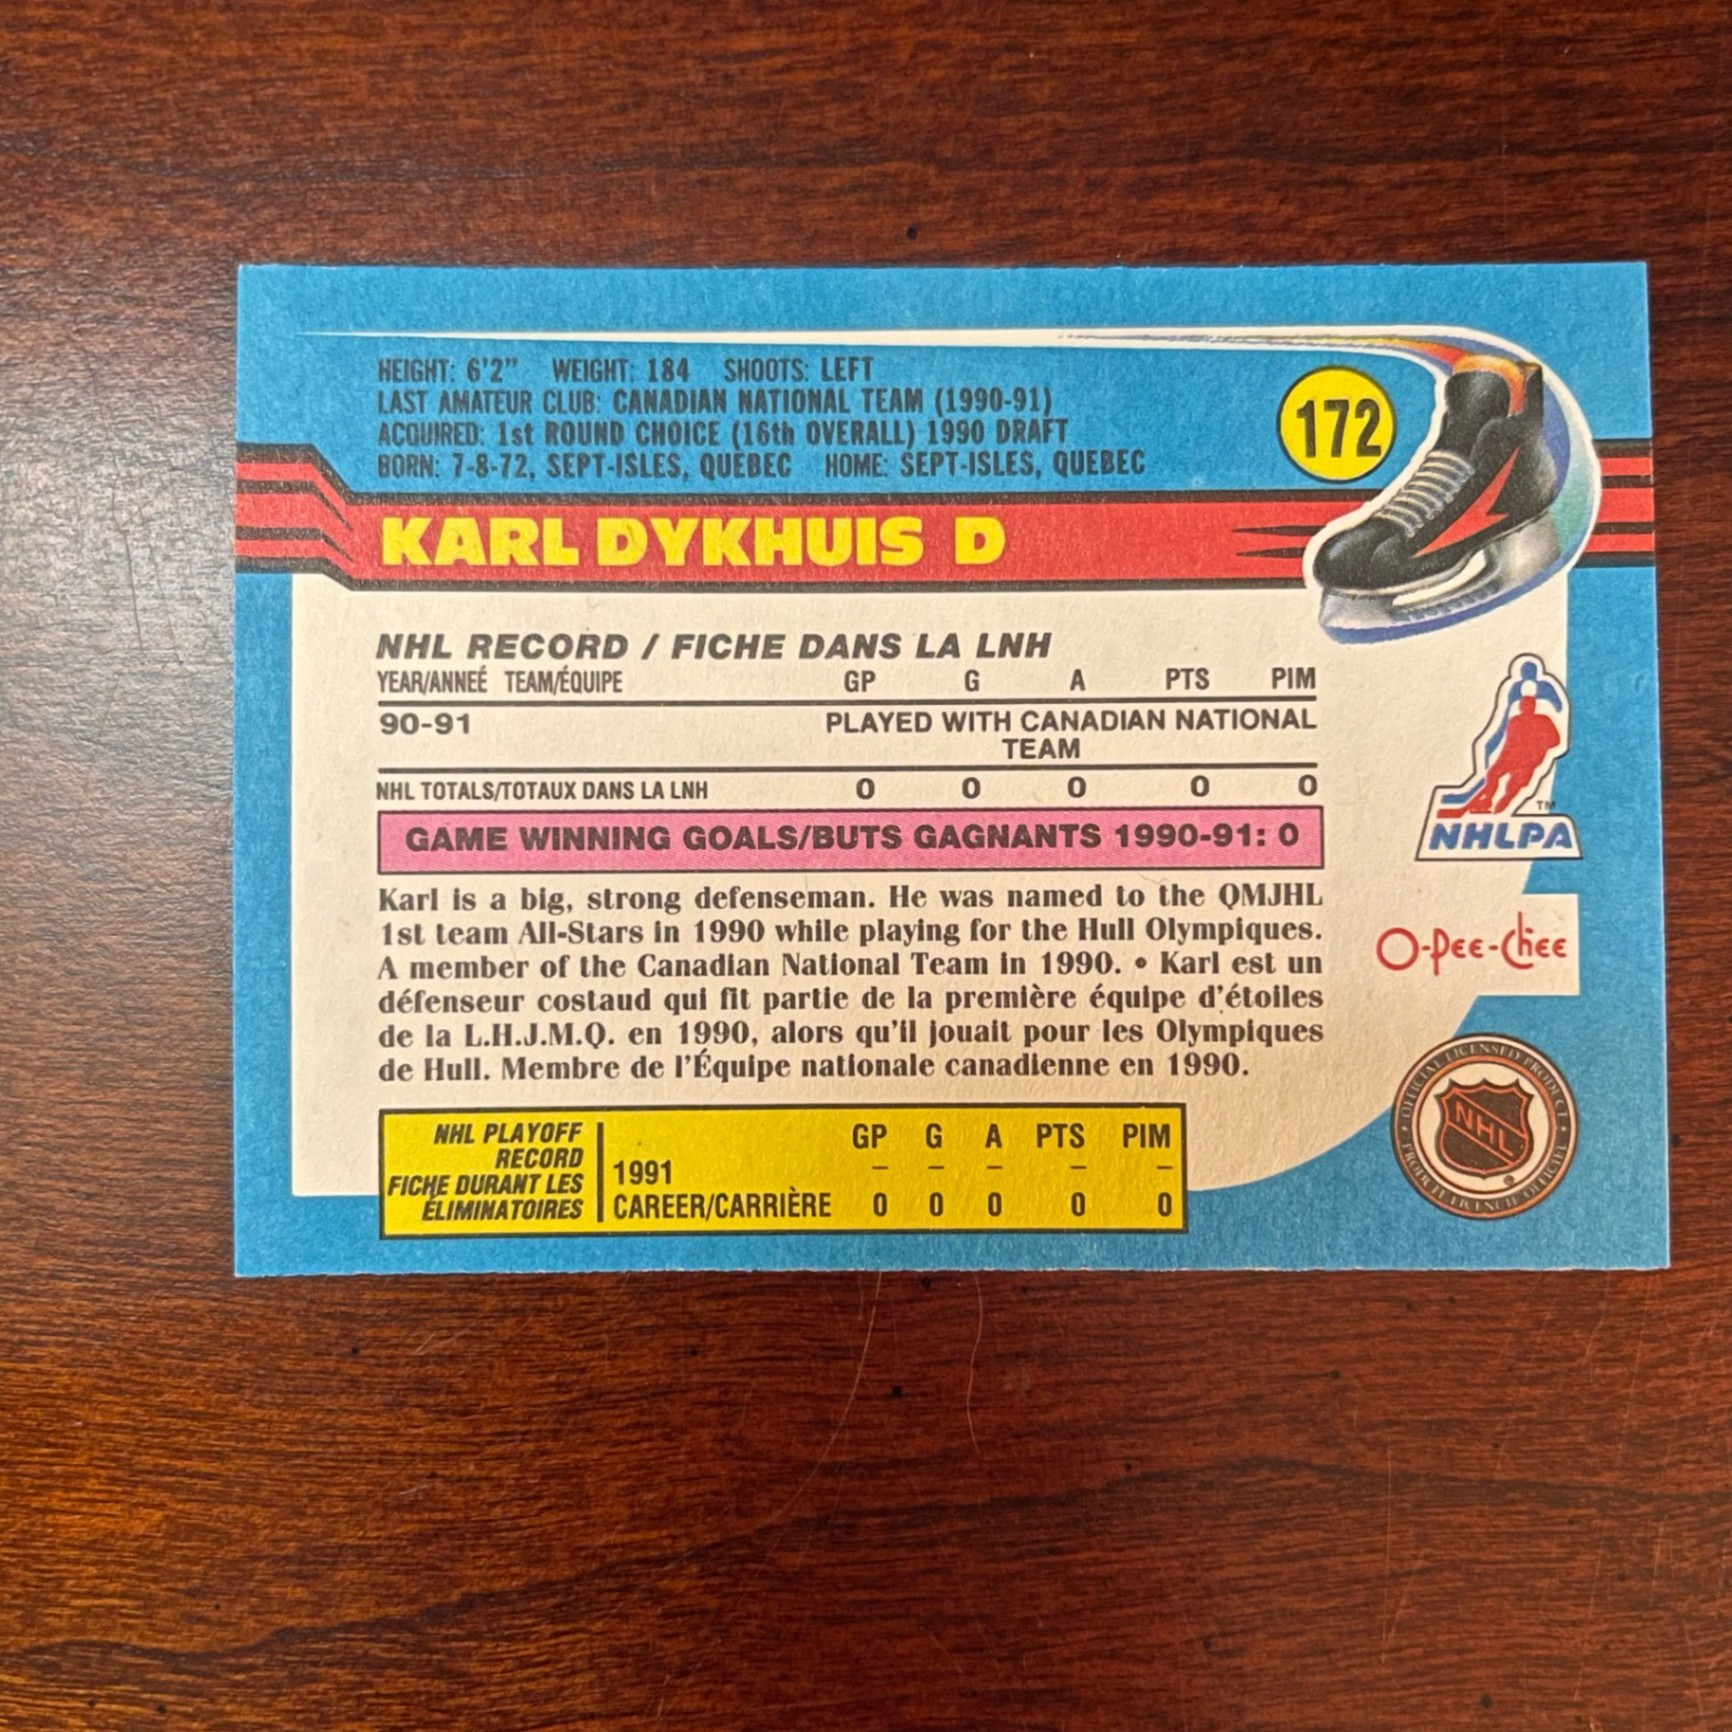 HEIGHT: 6'2" WEIGHT: 184 SHOOTS: LEFT
LAST AMATEUR CLUB: CANADIAN NATIONAL TEAM (1990-91)
ACQUIRED: 1st ROUND CHOICE (16th OVERALL) 1990 DRAFT
BORN: 7-8-72, SEPT-ISLES, QUEBEC HOME: SEPT-ISLES, QUEBEC
172
KARL DYKHUIS D
NHL RECORD / FICHE DANS LA LNH
YEAR/ANNEÉ TEAM/ÉQUIPE GP G A PTS PIM
90-91 PLAYED WITH CANADIAN NATIONAL
TEAM
NHL TOTALS/TOTAUX DANS LA LNH 0 0 0 0 0
GAME WINNING GOALS/BUTS GAGNANTS 1990-91: 0
Karl is a big, strong defenseman. He was named to the QMJHL
1st team All-Stars in 1990 while playing for the Hull Olympiques.
A member of the Canadian National Team in 1990. • Karl est un
défenseur costaud qui fit partie de la première équipe d'étoiles
de la L.H.J.M.Q. en 1990, alors qu'il jouait pour les Olympiques
de Hull. Membre de l'Équipe nationale canadienne en 1990.
NHL PLAYOFF
RECORD
FICHE DURANT LES
ÉLIMINATOIRES
GP G A PTS PIM
1991 – – – – –
CAREER/CARRIÈRE 0 0 0 0 0
TM
NHLPA
O-Pee-Chee
OFFICIAL LICENSED PRODUCT
NHL
PRODUIT LICENCIÉ OFFICIEL